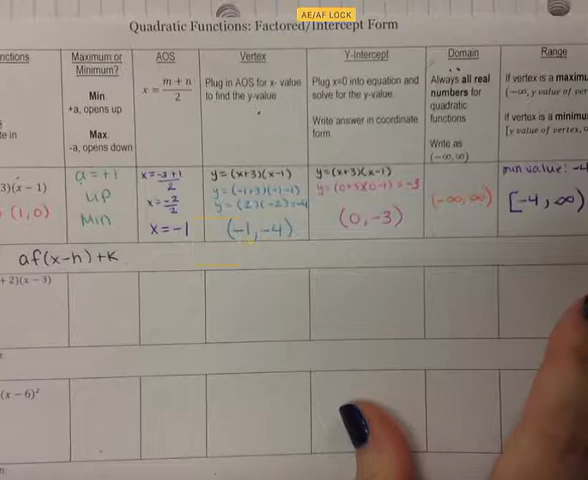 AE/AF LOCK
Quadratic Functions: Factored/Intercept Form
nctions
te in
Maximum or
Minimum?
Min
+a, opens up
Max
-a, opens down
AOS
x = m + n / 2
Vertex
Plug in AOS for x- value
to find the y-value
Y-Intercept
Plug x=0 into equation and
solve for the y-value.
Write answer in coordinate
form
Domain
Always all real
numbers for
quadratic
functions
Write as
(−∞,∞)
Range
If vertex is a maximu
(−∞, y value of ver
If vertex is a minimu
[y value of vertex,
3)(x − 1)
(1, 0)
a = +1
up
Min
x = -3+1 / 2
x = -2/2
x = -1
y = (x+3)(x-1)
y = (-1+3)(-1-1)
y = (2)(-2) = -4
(-1, -4)
y = (x+3)(x-1)
y = (0+3)(0-1) = -3
(0, -3)
(-∞, ∞)
min value: -4
[-4, ∞)
af(x-h)+k
+ 2)(x − 3)
(x − 6)²